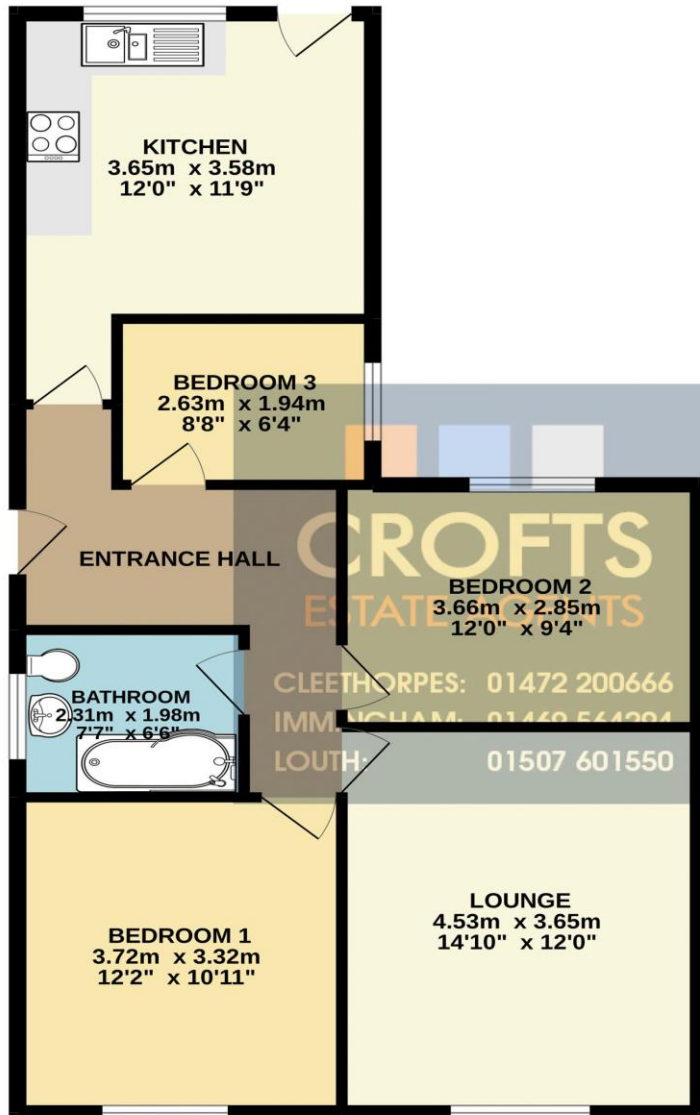 KITCHEN
3.65m x 3.58m
12'0" x 11'9"
BEDROOM 3
2.63m x 1.94m
8'8" x 6'4"
ENTRANCE HALL
CROFTS
ESTATE AGENTS
BEDROOM 2
3.66m x 2.85m
12'0" x 9'4"
CLEETHORPES: 01472 200666
IMMINGHAM: 01469 564294
LOUTH: 01507 601550
BATHROOM
2.31m x 1.98m
7'7" x 6'6"
BEDROOM 1
3.72m x 3.32m
12'2" x 10'11"
LOUNGE
4.53m x 3.65m
14'10" x 12'0"